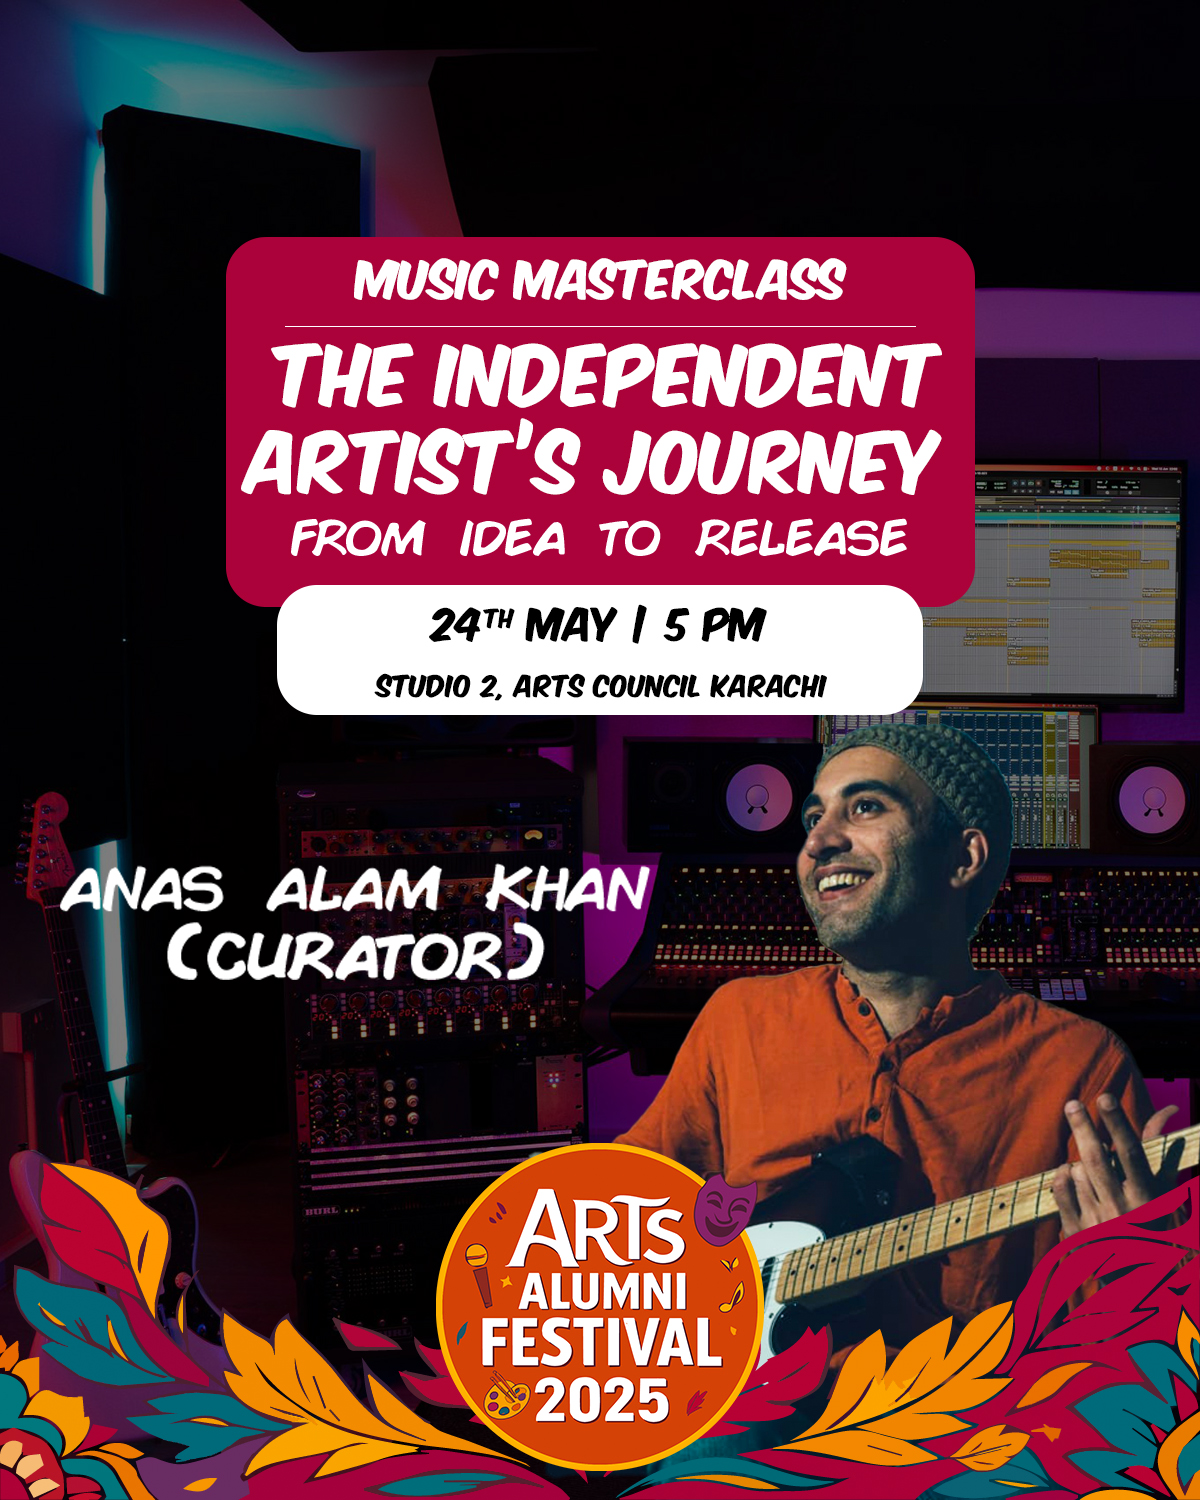 MUSIC MASTERCLASS
THE INDEPENDENT
ARTIST'S JOURNEY
FROM IDEA TO RELEASE
24TH MAY | 5 PM
STUDIO 2, ARTS COUNCIL KARACHI
ANAS ALAM KHAN
(CURATOR)
BURL
ARTS
ALUMNI
FESTIVAL
2025